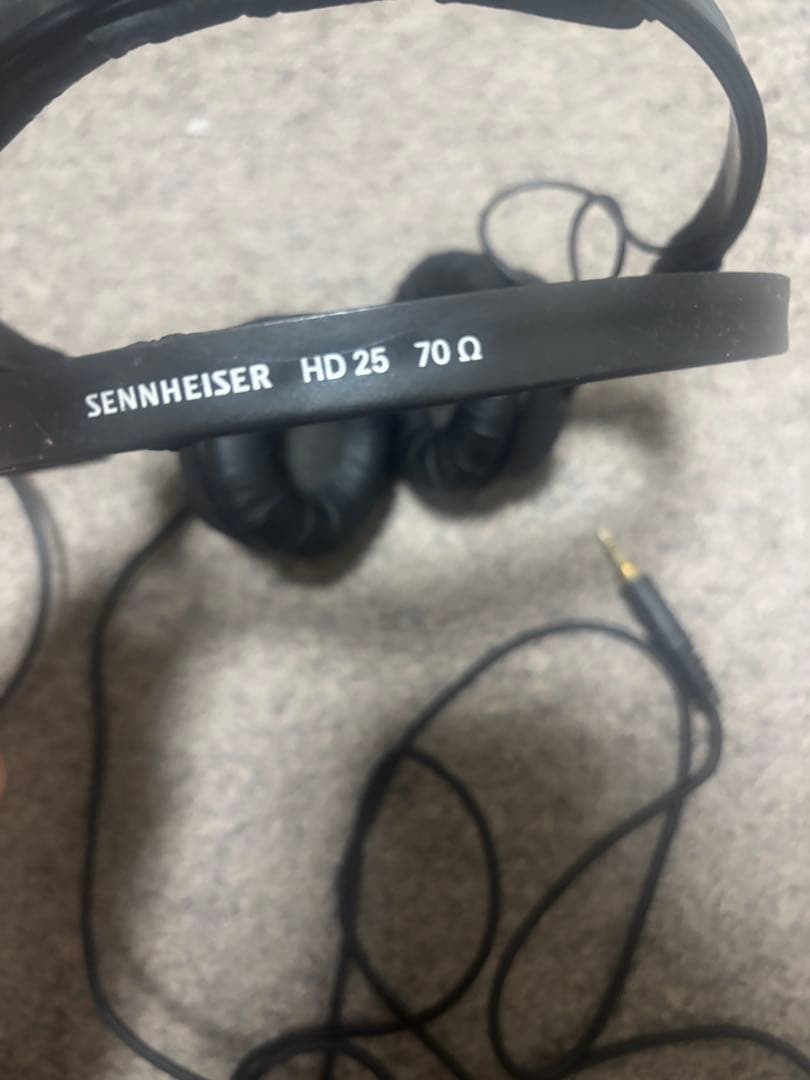 SENNHEISER HD 25 70 Ω